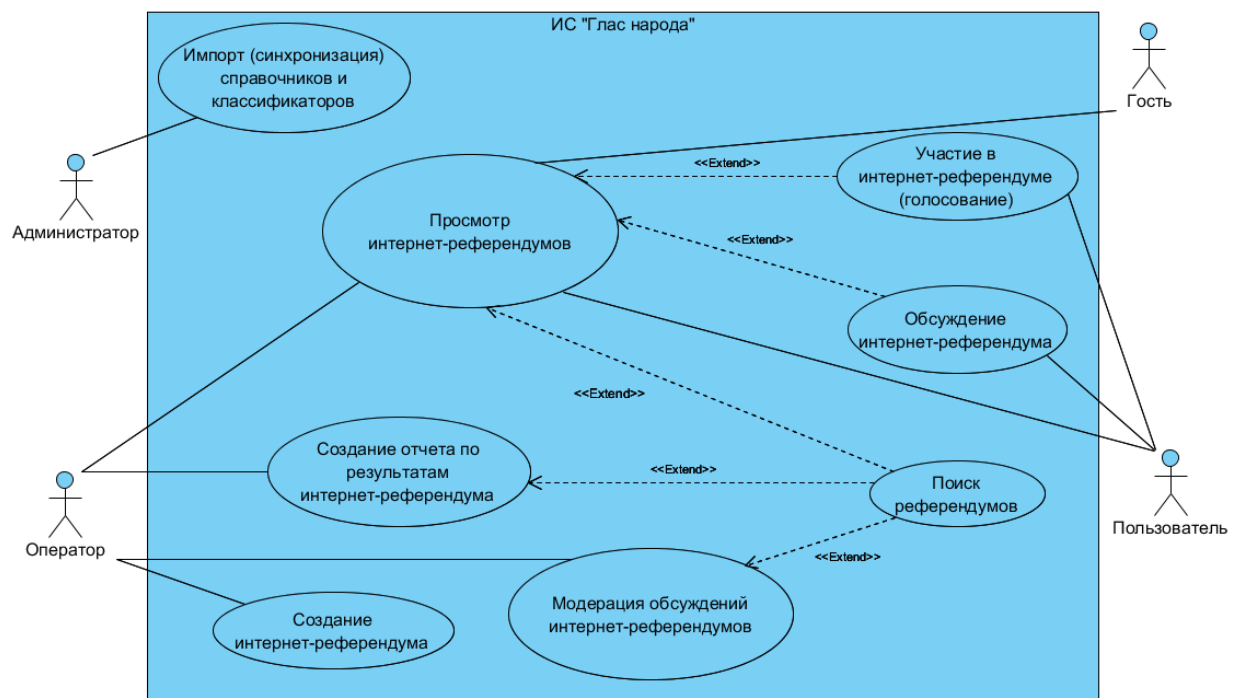 ИС "Глас народа"
Импорт (синхронизация)
справочников и
классификаторов
Гость
Администратор
<<Extend>>
Участие в
интернет-референдуме
(голосование)
Просмотр
интернет-референдумов
<<Extend>>
Обсуждение
интернет-референдума
<<Extend>>
Создание отчета по
результатам
интернет-референдума
<<Extend>>
Поиск
референдумов
Оператор
Пользователь
<<Extend>>
Модерация обсуждений
интернет-референдумов
Создание
интернет-референдума